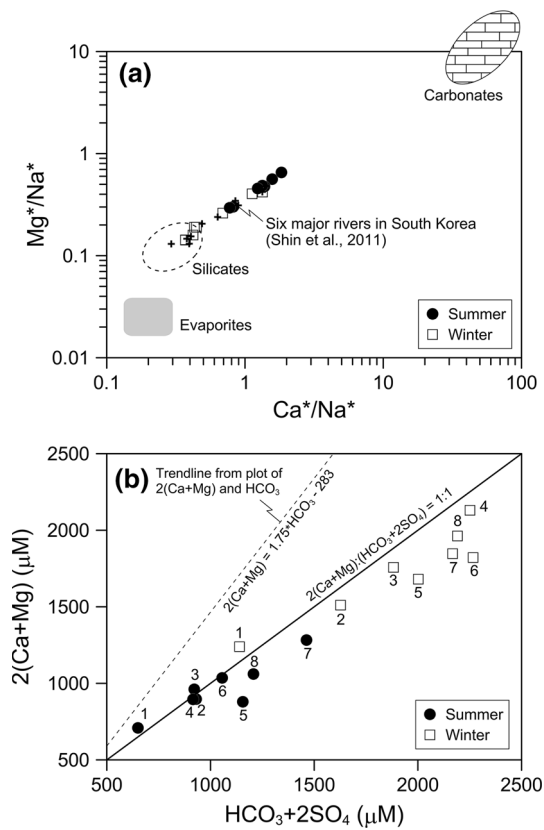 (a)
Mg*/Na*
10
1
0.1
0.01
Carbonates
Six major rivers in South Korea
(Shin et al., 2011)
Silicates
Evaporites
Summer
Winter
0.1
1
10
100
Ca*/Na*
(b)
2(Ca+Mg) (µM)
2500
2000
1500
1000
500
Trendline from plot of
2(Ca+Mg) and HCO₃
2(Ca+Mg) = 1.75*HCO₃ - 283
2(Ca+Mg):(HCO₃+2SO₄) = 1:1
4
8
7
6
3
5
2
1
7
8
3
6
4
2
5
1
Summer
Winter
500
1000
1500
2000
2500
HCO₃+2SO₄ (µM)